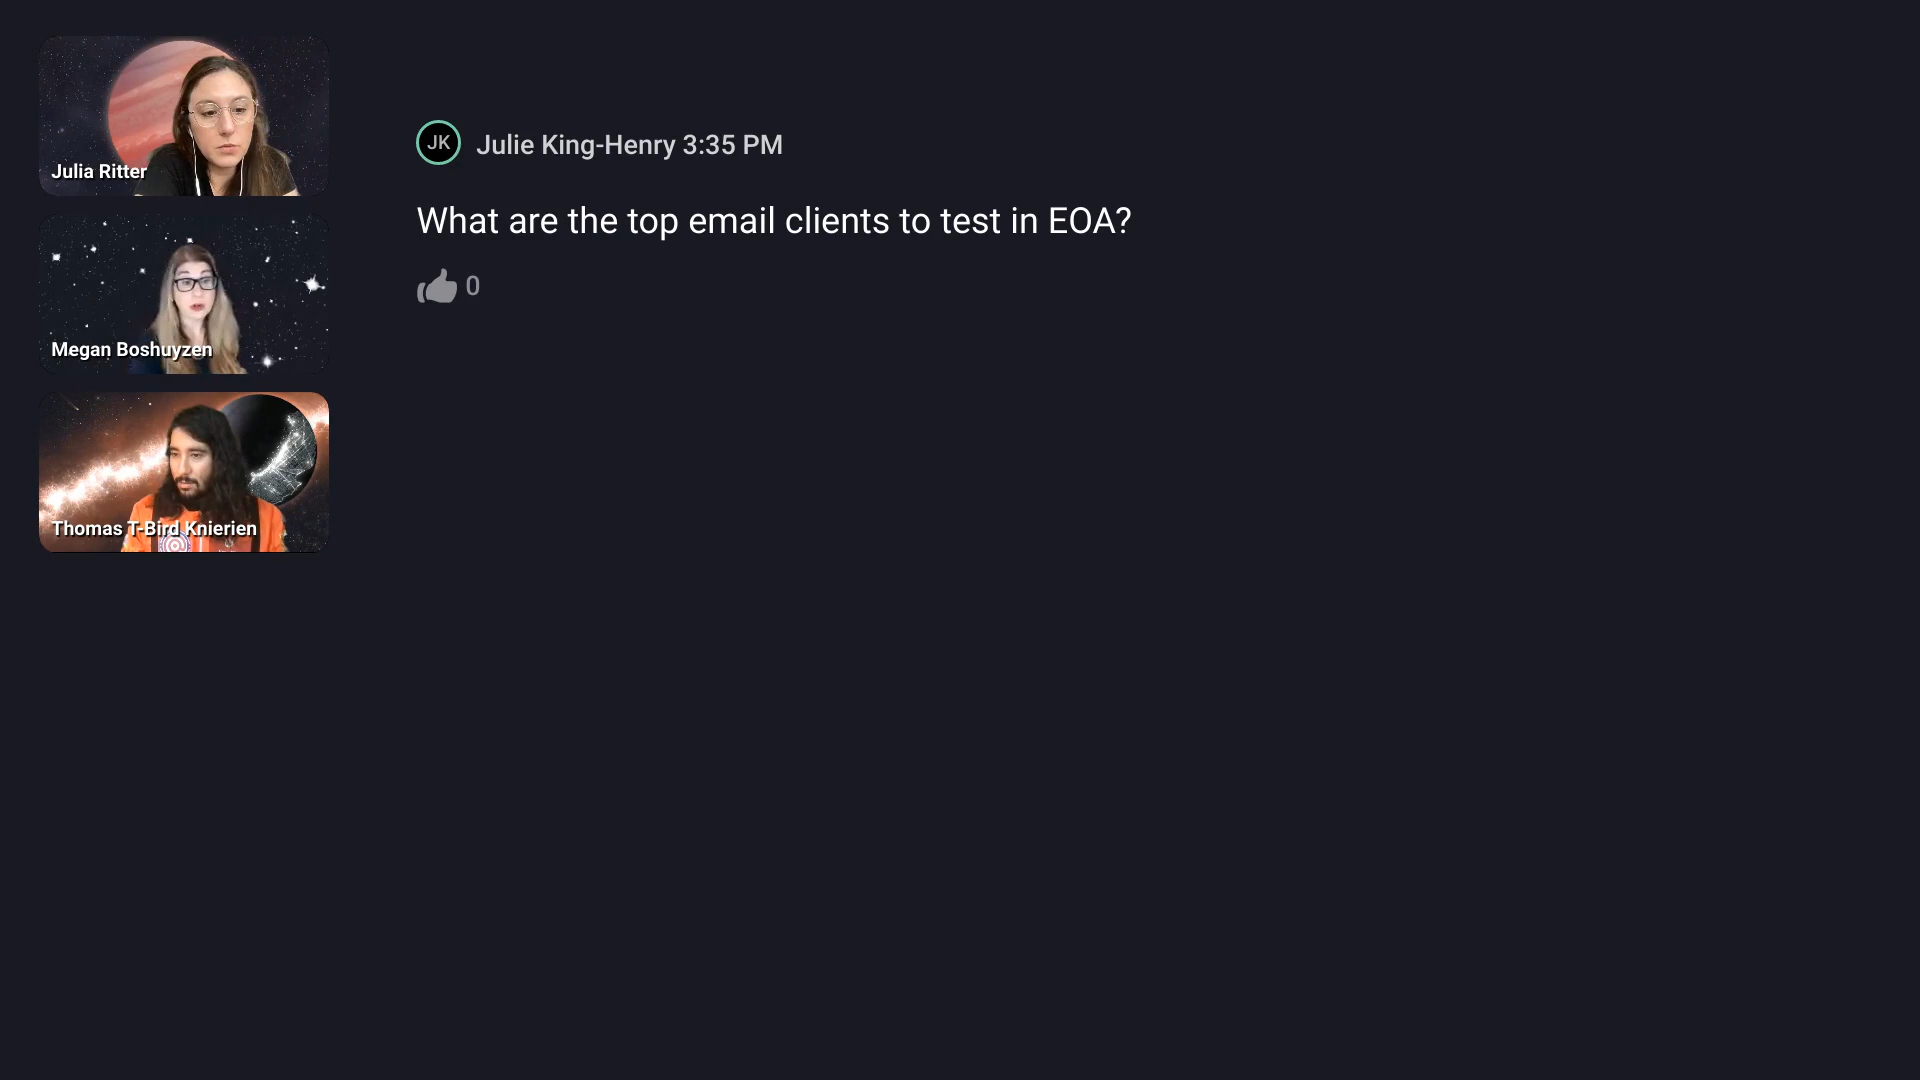 Julia Ritter
Megan Boshuyzen
Thomas T-Bird Knierien
JK
Julie King-Henry 3:35 PM
What are the top email clients to test in EOA?
0